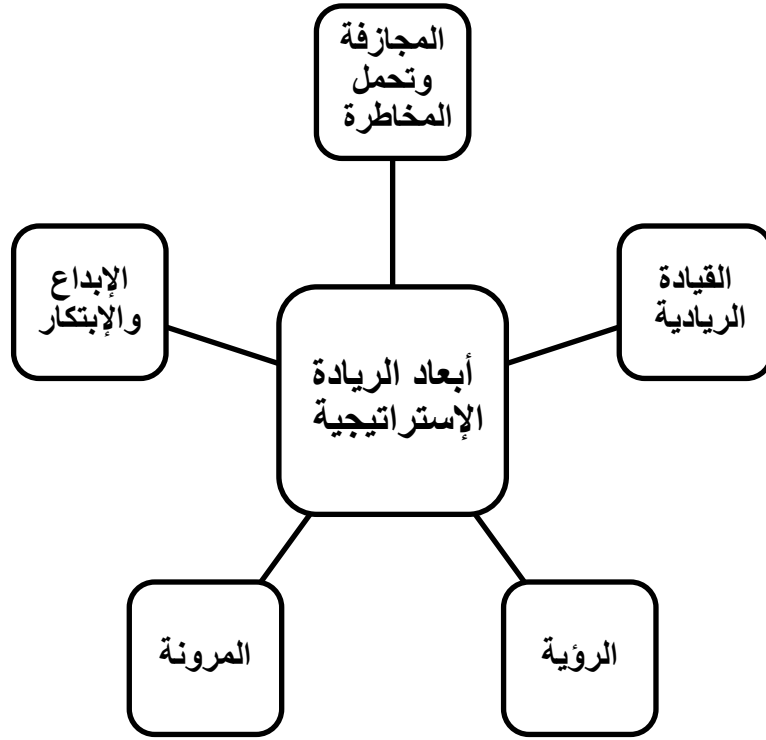 المجازفة
وتحمل
المخاطرة
القيادة
الريادية
الإبداع
والإبتكار
أبعاد الريادة
الإستراتيجية
الرؤية
المرونة